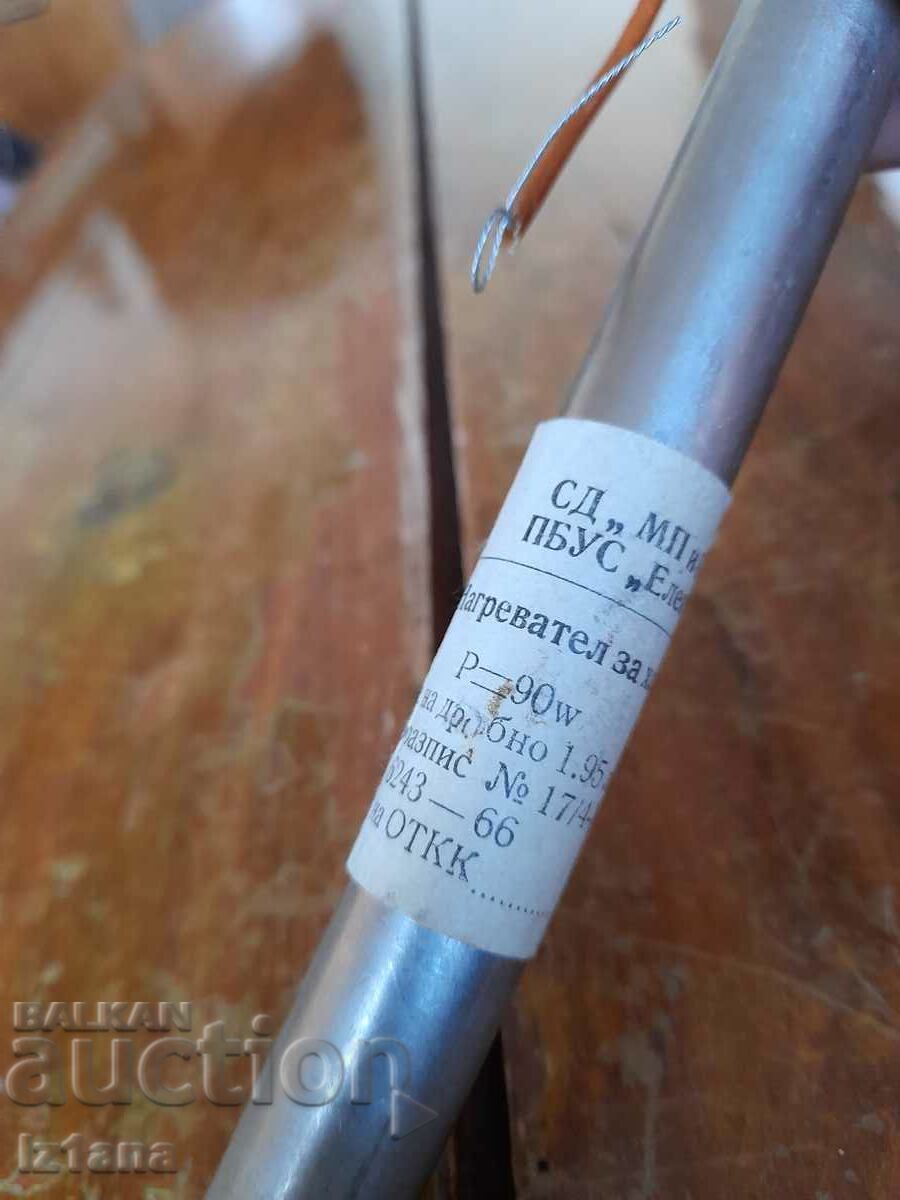 СД „ МП и
ПБУС „Еле
Нагревател за
P—90w
на дробно 1.95
разпис № 17/4-
6243—66
на ОТКК..........
BALKAN
auction
Iz1ana